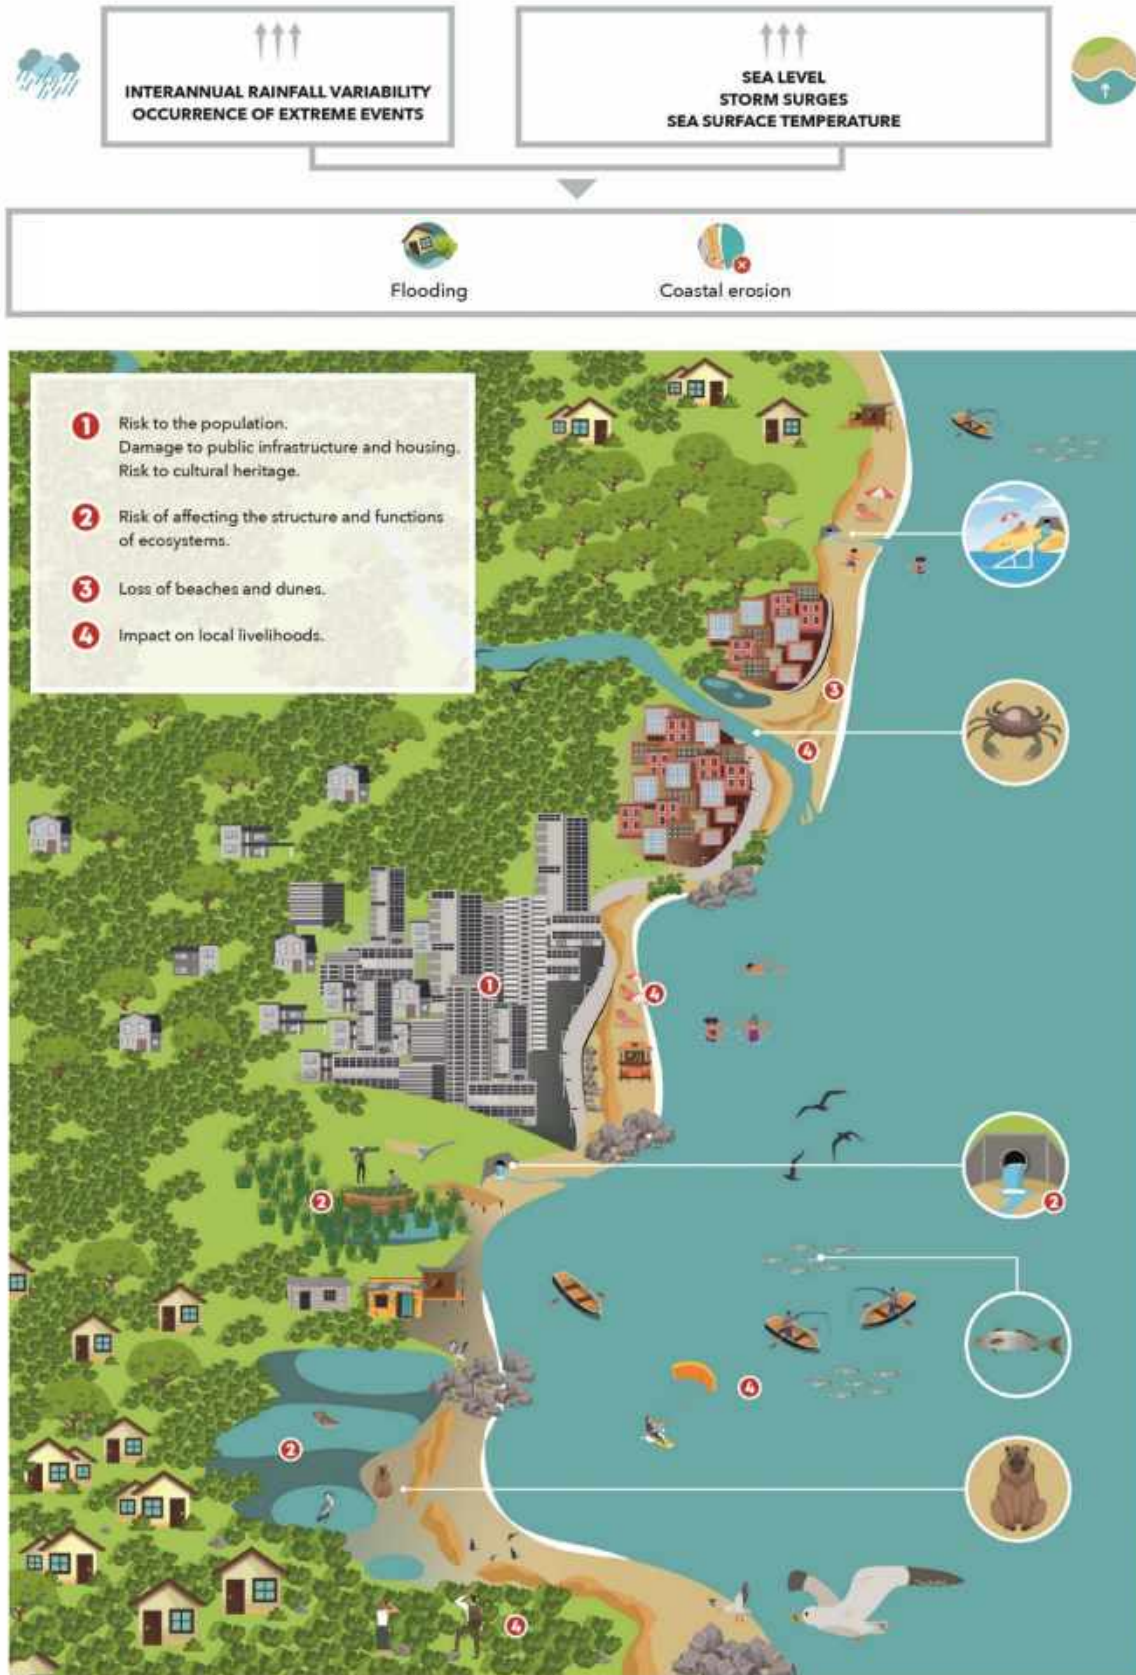 INTERANNUAL RAINFALL VARIABILITY
OCCURRENCE OF EXTREME EVENTS
SEA LEVEL
STORM SURGES
SEA SURFACE TEMPERATURE
Flooding
Coastal erosion
1 Risk to the population.
Damage to public infrastructure and housing.
Risk to cultural heritage.
2 Risk of affecting the structure and functions
of ecosystems.
3 Loss of beaches and dunes.
4 Impact on local livelihoods.
3
4
1
4
2
2
4
2
4